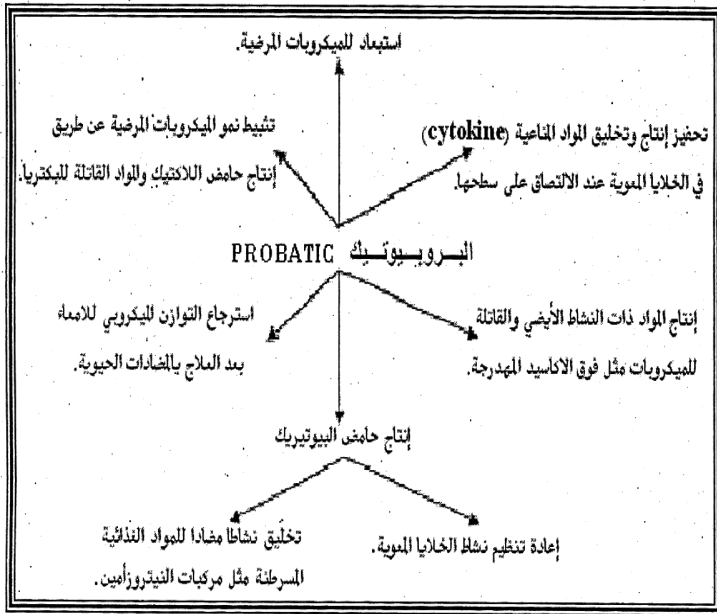 استبعاد للميكروبات المرضية.
تثبيط نمو الميكروبات المرضية عن طريق
إنتاج حامض اللاكتيك والمواد القاتلة للبكتريا.
تحفيز إنتاج وتخليق المواد المناعية (cytokine)
في الخلايا المعوية عند الالتصاق على سطحها.
البروبيوتيك PROBATIC
استرجاع التوازن الميكروبي للامعاء
بعد العلاج بالمضادات الحيوية.
إنتاج المواد ذات النشاط الأيضي والقاتلة
للميكروبات مثل فوق الاكاسيد المهدرجة.
إنتاج حامض البيوتيريك
تخليق نشاطا مضادا للمواد الغذائية
المسرطنة مثل مركبات النيتروزأمين.
إعادة تنظيم نشاط الخلايا المعوية.